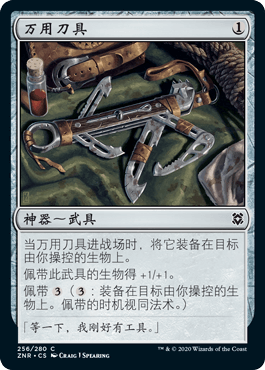 万用刀具 1
神器～武具
当万用刀具进战场时，将它装备在目标
由你操控的生物上。
佩带此武具的生物得 +1/+1。
佩带 3（3：装备在目标由你操控的生物
上。佩带的时机视同法术。）
「等一下，我刚好有工具。」
256/280 C
ZNR • CS Craig J Spearing
™ & © 2020 Wizards of the Coast